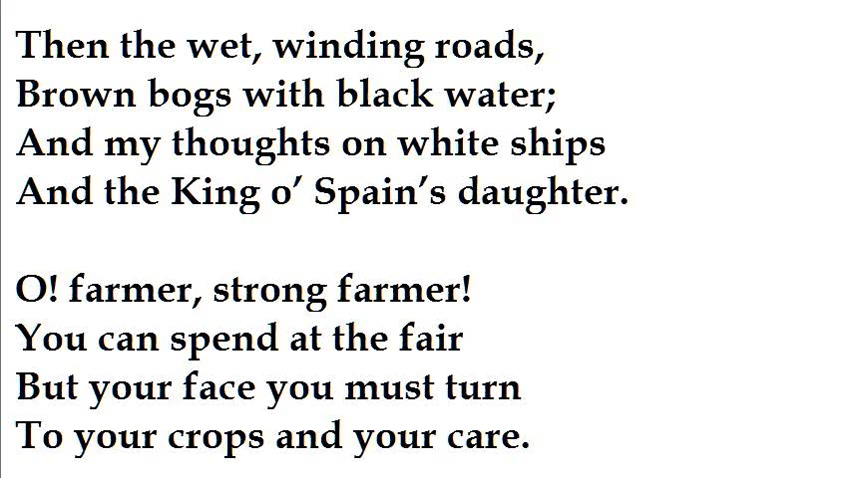 Then the wet, winding roads,
Brown bogs with black water;
And my thoughts on white ships
And the King o’ Spain’s daughter.

O! farmer, strong farmer!
You can spend at the fair
But your face you must turn
To your crops and your care.